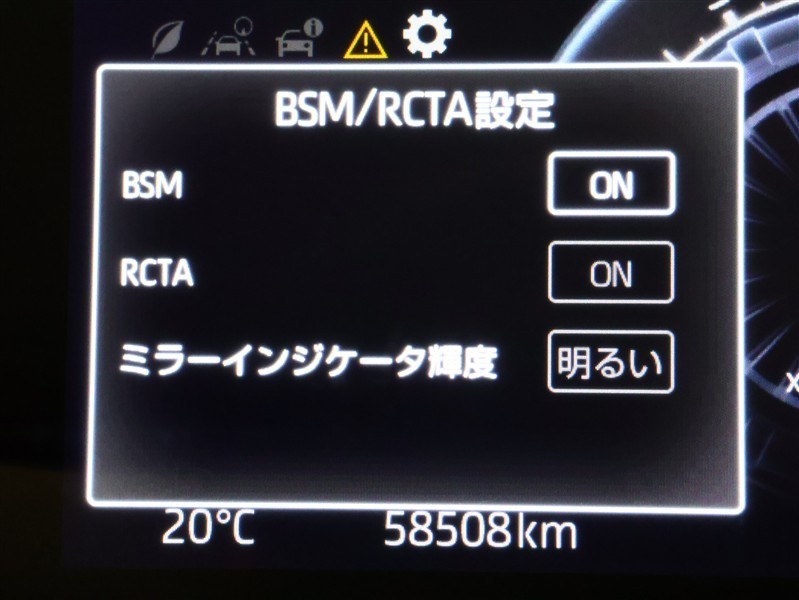 BSM/RCTA設定
BSM ON
RCTA ON
ミラーインジケータ輝度 明るい
20°C 58508km